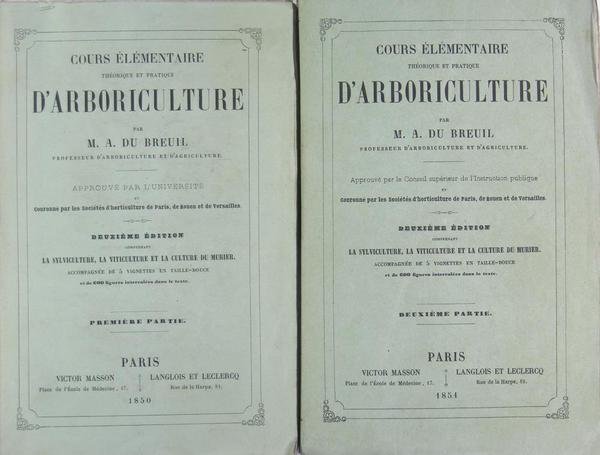 COURS ÉLÉMENTAIRE
THÉORIQUE ET PRATIQUE
D'ARBORICULTURE
PAR
M. A. DU BREUIL
PROFESSEUR D'ARBORICULTURE ET D'AGRICULTURE.
APPROUVÉ PAR L'UNIVERSITÉ
ET
Couronné par les Sociétés d'horticulture de Paris, de Rouen et de Versailles.
DEUXIÈME ÉDITION
COMPRENANT
LA SYLVICULTURE, LA VITICULTURE ET LA CULTURE DU MURIER.
ACCOMPAGNÉE DE 5 VIGNETTES EN TAILLE-DOUCE
et de 600 figures intercalées dans le texte.
PREMIÈRE PARTIE.
PARIS
VICTOR MASSON
Place de l'École de Médecine, 17.
LANGLOIS ET LECLERCQ
Rue de la Harpe, 81.
1850
COURS ÉLÉMENTAIRE
THÉORIQUE ET PRATIQUE
D'ARBORICULTURE
PAR
M. A. DU BREUIL
PROFESSEUR D'ARBORICULTURE ET D'AGRICULTURE.
Approuvé par le Conseil supérieur de l'Instruction publique
ET
Couronné par les Sociétés d'horticulture de Paris, de Rouen et de Versailles.
DEUXIÈME ÉDITION
COMPRENANT
LA SYLVICULTURE, LA VITICULTURE ET LA CULTURE DU MURIER.
ACCOMPAGNÉE DE 5 VIGNETTES EN TAILLE-DOUCE
et de 600 figures intercalées dans le texte.
DEUXIÈME PARTIE.
PARIS
VICTOR MASSON
Place de l'École de Médecine, 17.
LANGLOIS ET LECLERCQ
Rue de la Harpe, 81.
1851